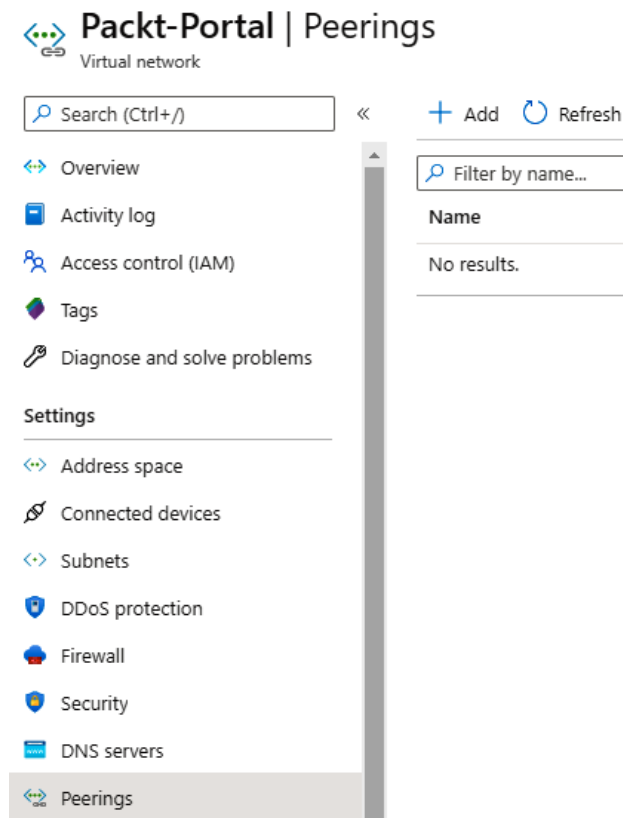 Packt-Portal | Peerings
Virtual network
Search (Ctrl+/)
«
Overview
Activity log
Access control (IAM)
Tags
Diagnose and solve problems
Settings
Address space
Connected devices
Subnets
DDoS protection
Firewall
Security
DNS servers
Peerings
+ Add Refresh
Filter by name...
Name
No results.